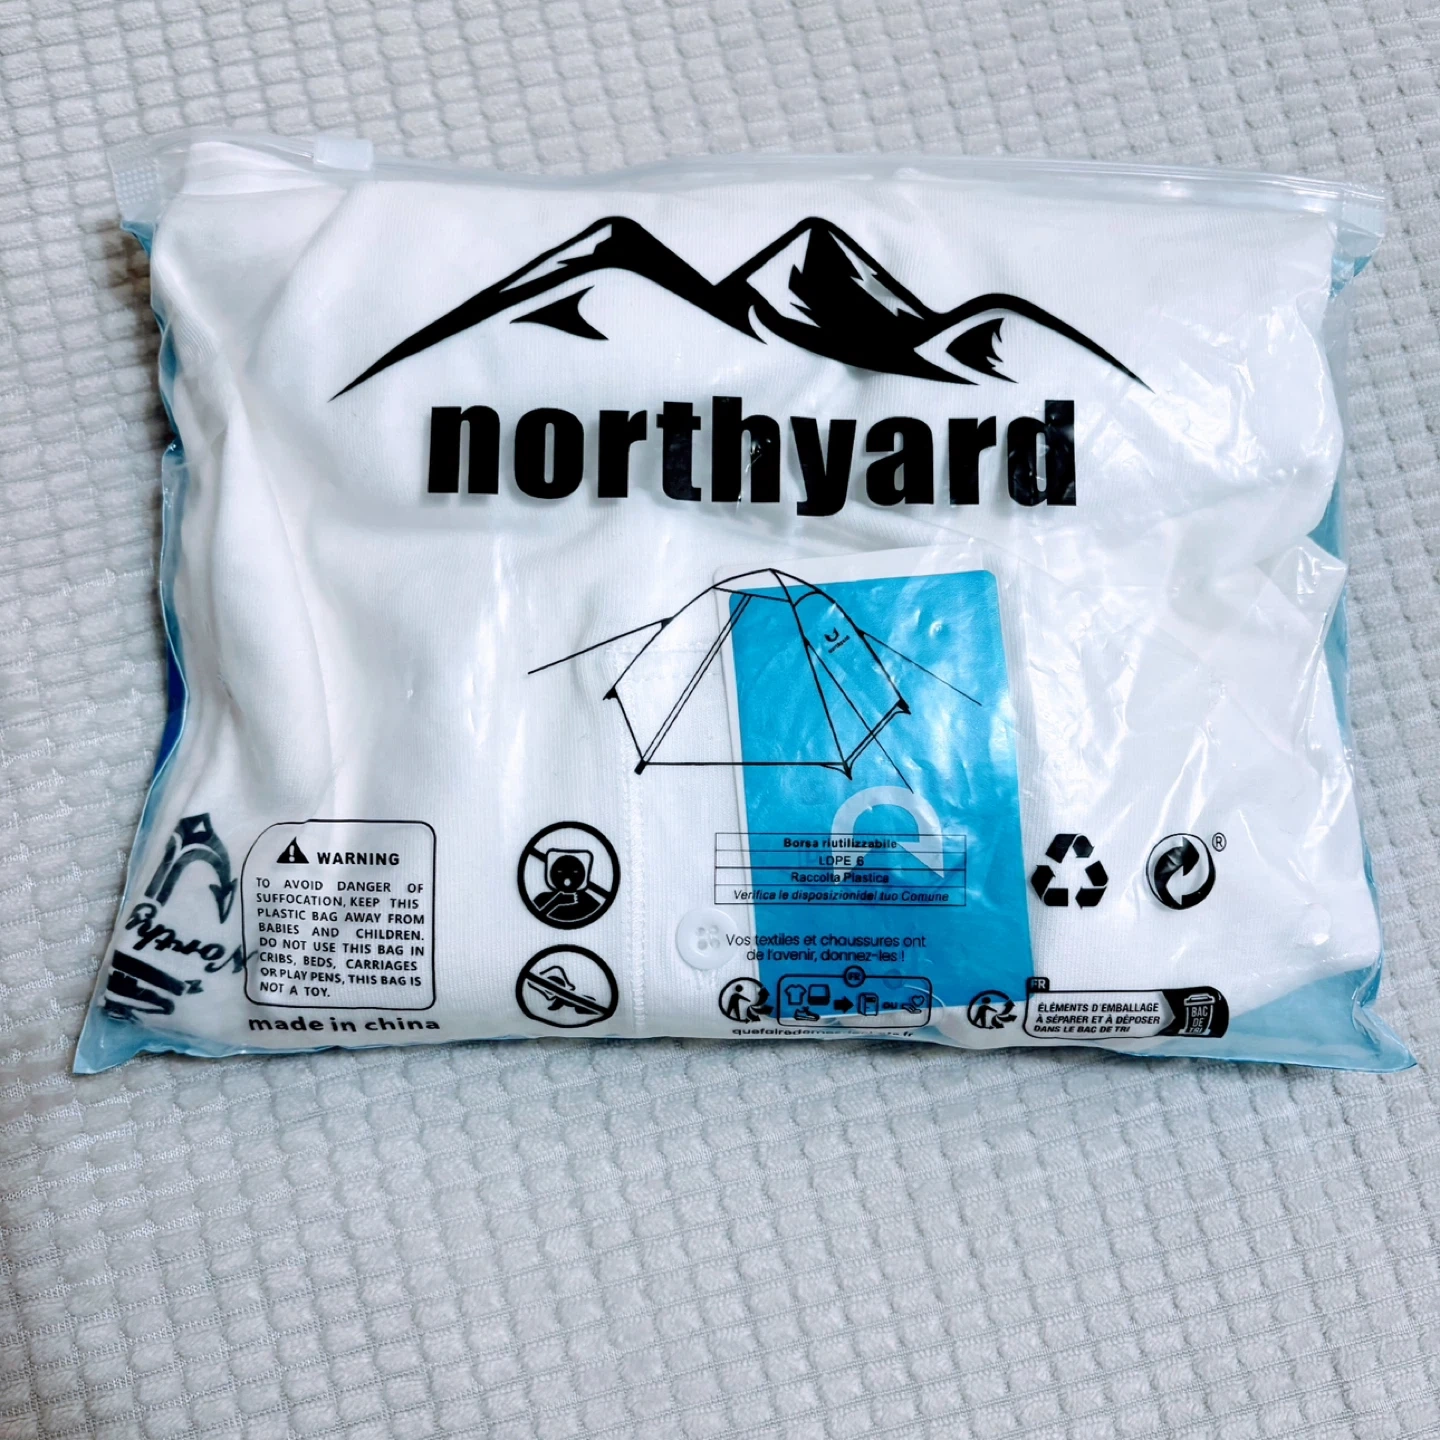 northyard
WARNING
TO AVOID DANGER OF
SUFFOCATION, KEEP THIS
PLASTIC BAG AWAY FROM
BABIES AND CHILDREN.
DO NOT USE THIS BAG IN
CRIBS, BEDS, CARRIAGES
OR PLAY PENS, THIS BAG IS
NOT A TOY.
made in china
Borsa riutilizzabile
LDPE 6
Raccolta Plastica
Verifica le disposizionidel tuo Comune
Vos textiles et chaussures ont
de l'avenir, donnez-les !
FR
OU
®
FR
ÉLÉMENTS D'EMBALLAGE
À SÉPARER ET À DÉPOSER
DANS LE BAC DE TRI
BAC
DE
TRI